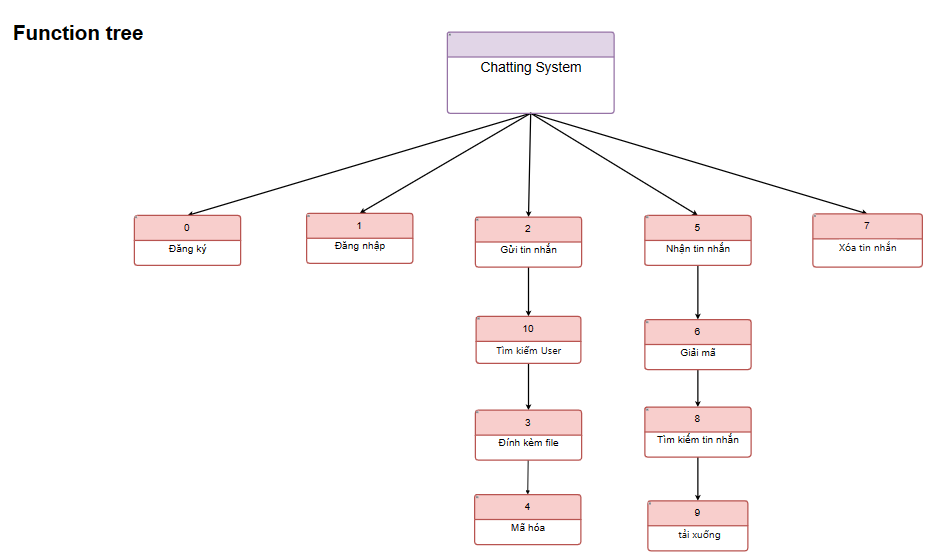 Function tree
Chatting System
0
Đăng ký
1
Đăng nhập
2
Gửi tin nhắn
5
Nhận tin nhắn
7
Xóa tin nhắn
10
Tìm kiếm User
6
Giải mã
3
Đính kèm file
8
Tìm kiếm tin nhắn
4
Mã hóa
9
tải xuống